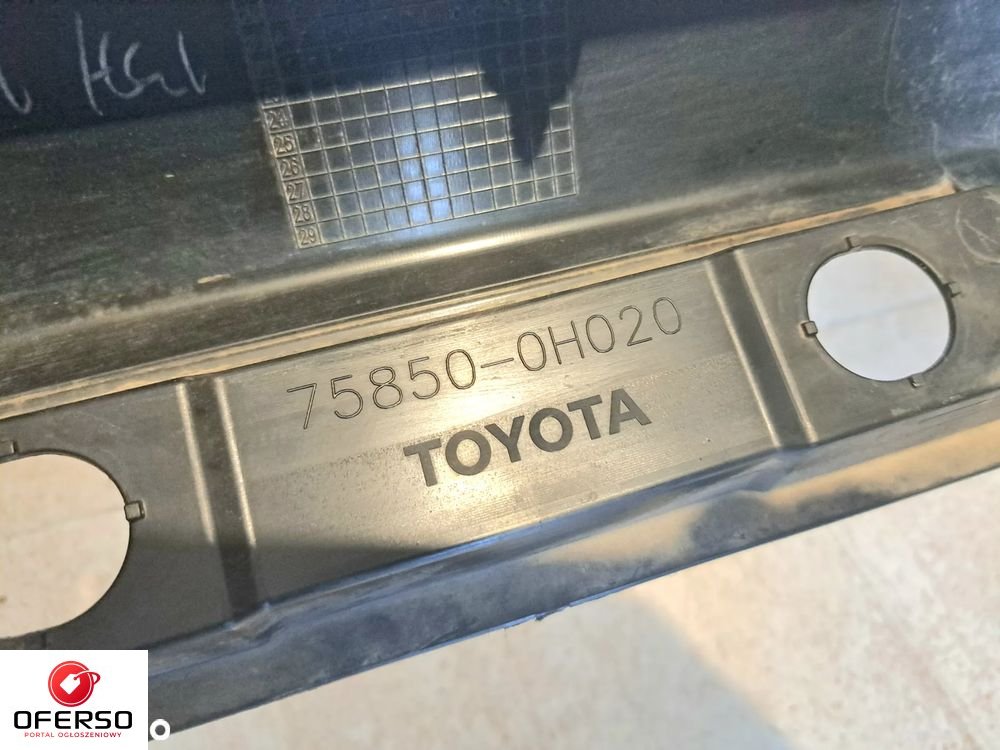 24
25
26
27
28
29
75850-0H020
TOYOTA
OFERSO
PORTAL OGŁOSZENIOWY